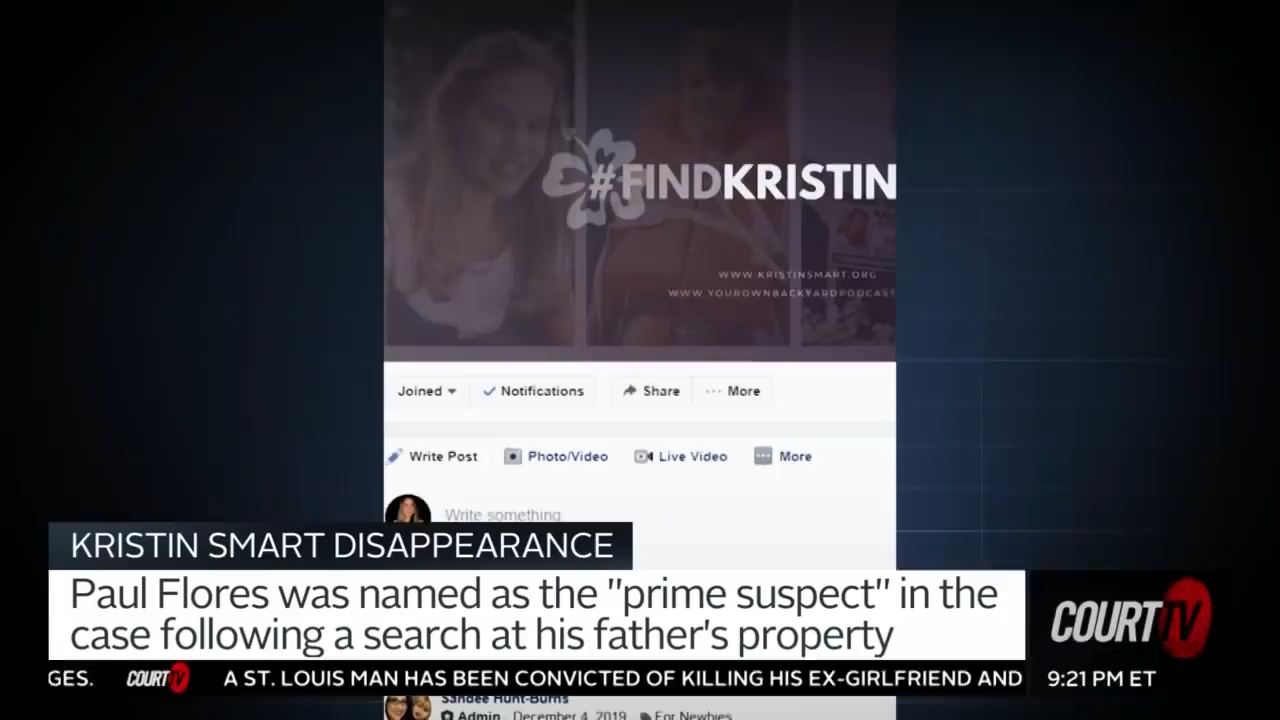 #FINDKRISTIN
WWW.KRISTINSMART.ORG
WWW YOUROWNBACKYARDPODCAST
Joined
Notifications
Share
More
Write Post
Photo/Video
Live Video
More
Write something
KRISTIN SMART DISAPPEARANCE
Paul Flores was named as the "prime suspect" in the
case following a search at his father's property
COURT TV
GES. COURT TV A ST. LOUIS MAN HAS BEEN CONVICTED OF KILLING HIS EX-GIRLFRIEND AND 9:21 PM ET
Sandee Hunt-Burns
Admin December 4, 2019 For Newbies